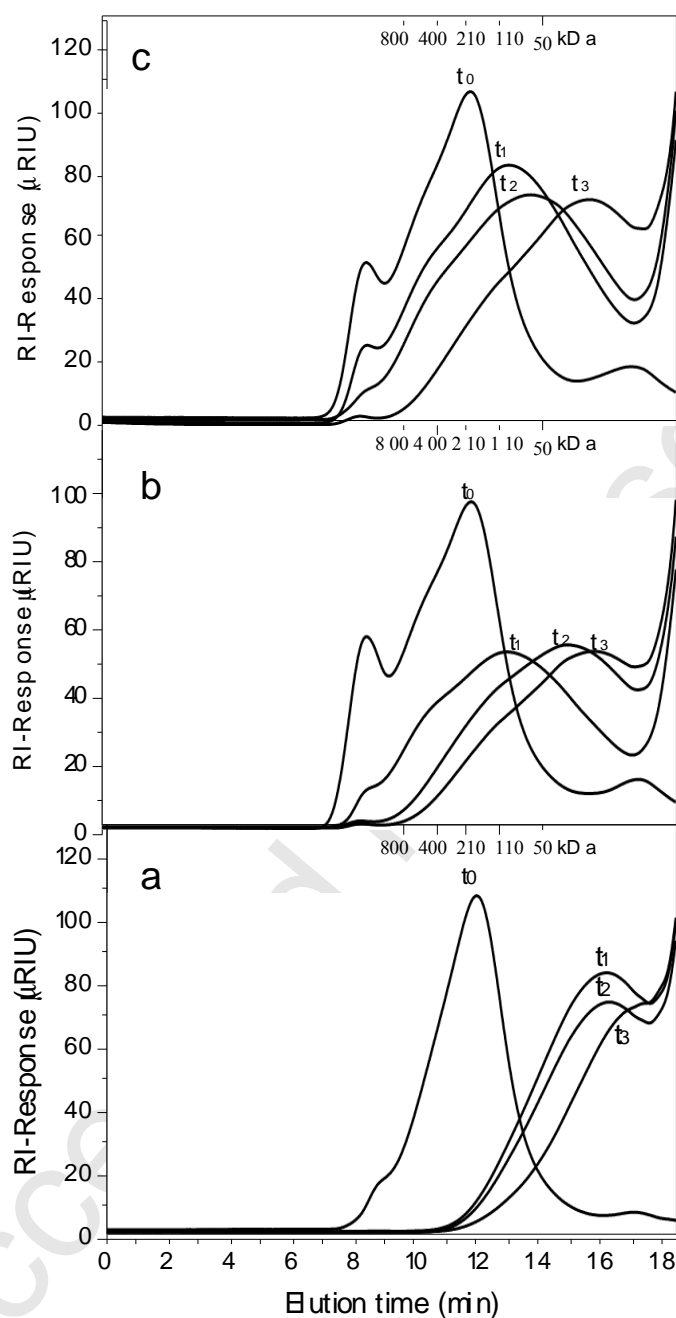 800 400 210 110 50 kD a
120
c
t0
100
t1
80
t2
t3
60
40
20
0
RI-R esponse (μRIU)
8 00 4 00 2 10 1 10 50 kD a
b
100
t0
80
60
t1
t2
t3
40
20
0
RI-Resp onse μ(RIU)
800 400 210 110 50 kD a
120
a
t0
100
t1
80
t2
t3
60
40
20
0
RI-Response (μRIU)
0 2 4 6 8 10 12 14 16 18
Elution time (min)